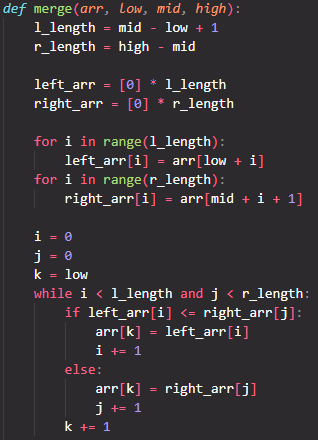 def merge(arr, low, mid, high):
    l_length = mid - low + 1
    r_length = high - mid

    left_arr = [0] * l_length
    right_arr = [0] * r_length

    for i in range(l_length):
        left_arr[i] = arr[low + i]
    for i in range(r_length):
        right_arr[i] = arr[mid + i + 1]

    i = 0
    j = 0
    k = low
    while i < l_length and j < r_length:
        if left_arr[i] <= right_arr[j]:
            arr[k] = left_arr[i]
            i += 1
        else:
            arr[k] = right_arr[j]
            j += 1
        k += 1